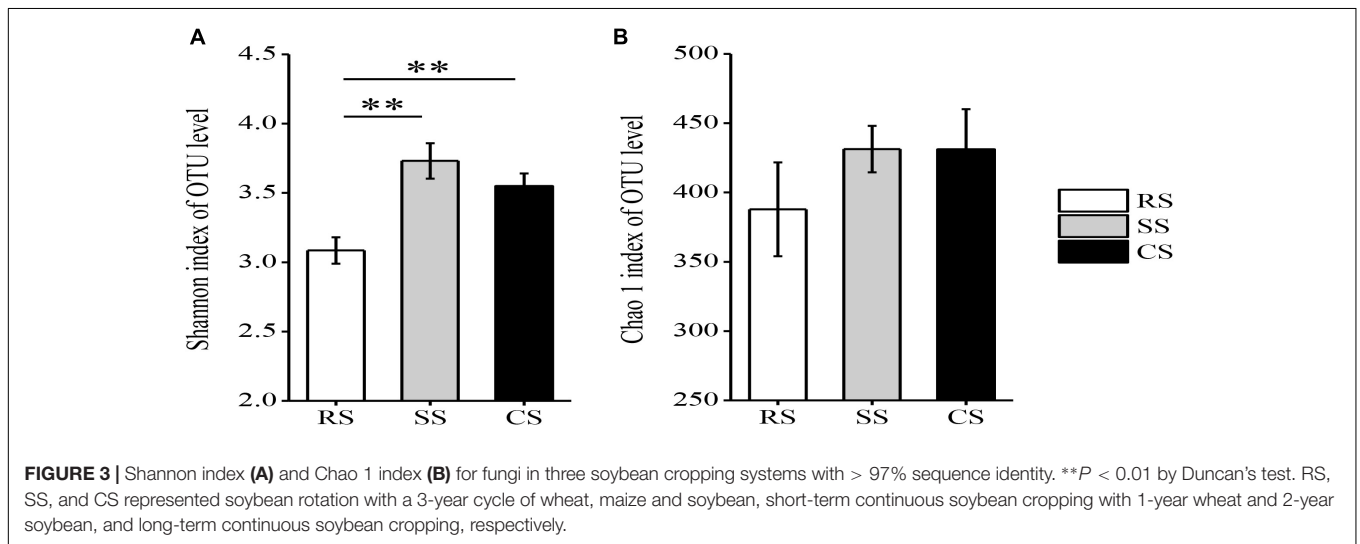 A
B
4.5
4.0
3.5
3.0
2.5
2.0
Shannon index of OTU level
**
**
RS SS CS
500
450
400
350
300
250
Chao 1 index of OTU level
RS SS CS
RS
SS
CS
FIGURE 3 | Shannon index (A) and Chao 1 index (B) for fungi in three soybean cropping systems with > 97% sequence identity. **P < 0.01 by Duncan's test. RS,
SS, and CS represented soybean rotation with a 3-year cycle of wheat, maize and soybean, short-term continuous soybean cropping with 1-year wheat and 2-year
soybean, and long-term continuous soybean cropping, respectively.